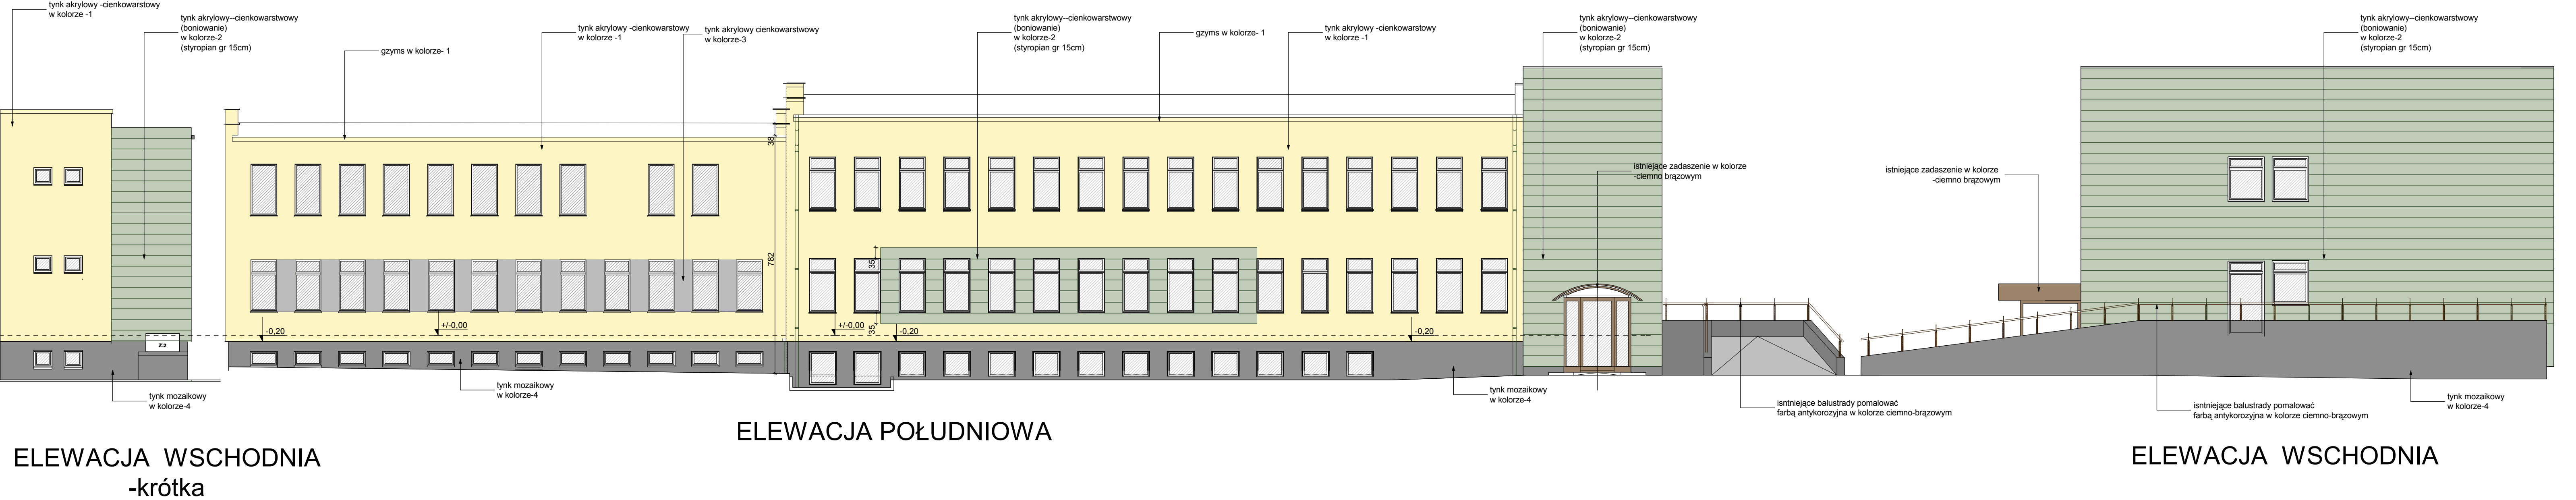 tynk akrylowy -cienkowarstowy
w kolorze -1
tynk akrylowy--cienkowarstwowy
(boniowanie)
w kolorze-2
(styropian gr 15cm)
gzyms w kolorze- 1
tynk akrylowy -cienkowarstowy
w kolorze -1
tynk akrylowy cienkowarstwowy
w kolorze-3
tynk akrylowy--cienkowarstwowy
(boniowanie)
w kolorze-2
(styropian gr 15cm)
gzyms w kolorze- 1
tynk akrylowy -cienkowarstowy
w kolorze -1
tynk akrylowy--cienkowarstwowy
(boniowanie)
w kolorze-2
(styropian gr 15cm)
tynk akrylowy--cienkowarstwowy
(boniowanie)
w kolorze-2
(styropian gr 15cm)
38
782
35
35
istniejące zadaszenie w kolorze
-ciemno brązowym
istniejące zadaszenie w kolorze
-ciemno brązowym
-0,20
+/-0,00
+/-0,00
-0,20
-0,20
Z-2
tynk mozaikowy
w kolorze-4
tynk mozaikowy
w kolorze-4
tynk mozaikowy
w kolorze-4
isntniejące balustrady pomalować
farbą antykorozyjna w kolorze ciemno-brązowym
isntniejące balustrady pomalować
farbą antykorozyjna w kolorze ciemno-brązowym
tynk mozaikowy
w kolorze-4
ELEWACJA WSCHODNIA
-krótka
ELEWACJA POŁUDNIOWA
ELEWACJA WSCHODNIA